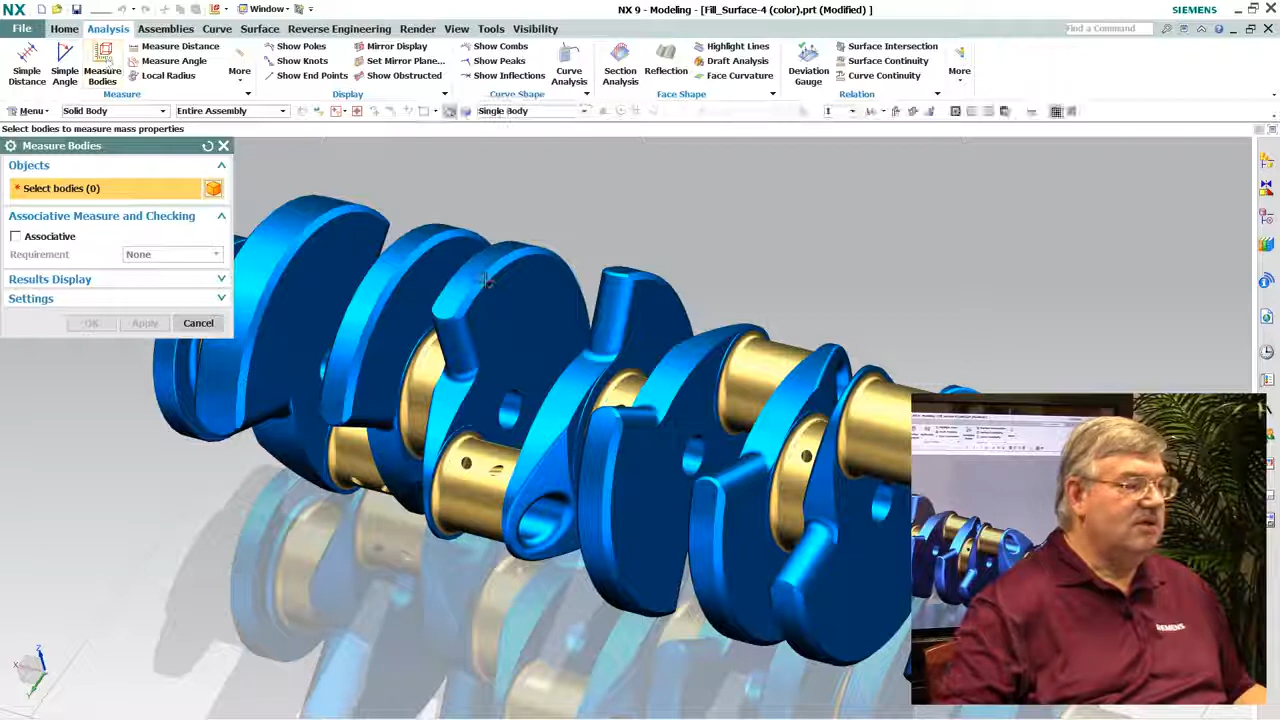 NX
Window
NX 9 - Modeling - [Fill_Surface-4 (color).prt (Modified) ]
SIEMENS
File
Home
Analysis
Assemblies
Curve
Surface
Reverse Engineering
Render
View
Tools
Visibility
Find a Command
Simple Distance
Simple Angle
Measure Bodies
Measure Distance
Measure Angle
Local Radius
More
Measure
Show Poles
Show Knots
Show End Points
Mirror Display
Set Mirror Plane...
Show Obstructed
Display
Show Combs
Show Peaks
Show Inflections
Curve Analysis
Curve Shape
Section Analysis
Reflection
Highlight Lines
Draft Analysis
Face Curvature
Face Shape
Deviation Gauge
Surface Intersection
Surface Continuity
Curve Continuity
More
Relation
Menu
Solid Body
Entire Assembly
Single Body
1
Select bodies to measure mass properties
Measure Bodies
Objects
* Select bodies (0)
Associative Measure and Checking
Associative
Requirement
None
Results Display
Settings
OK
Apply
Cancel
Z
X
SIEMENS